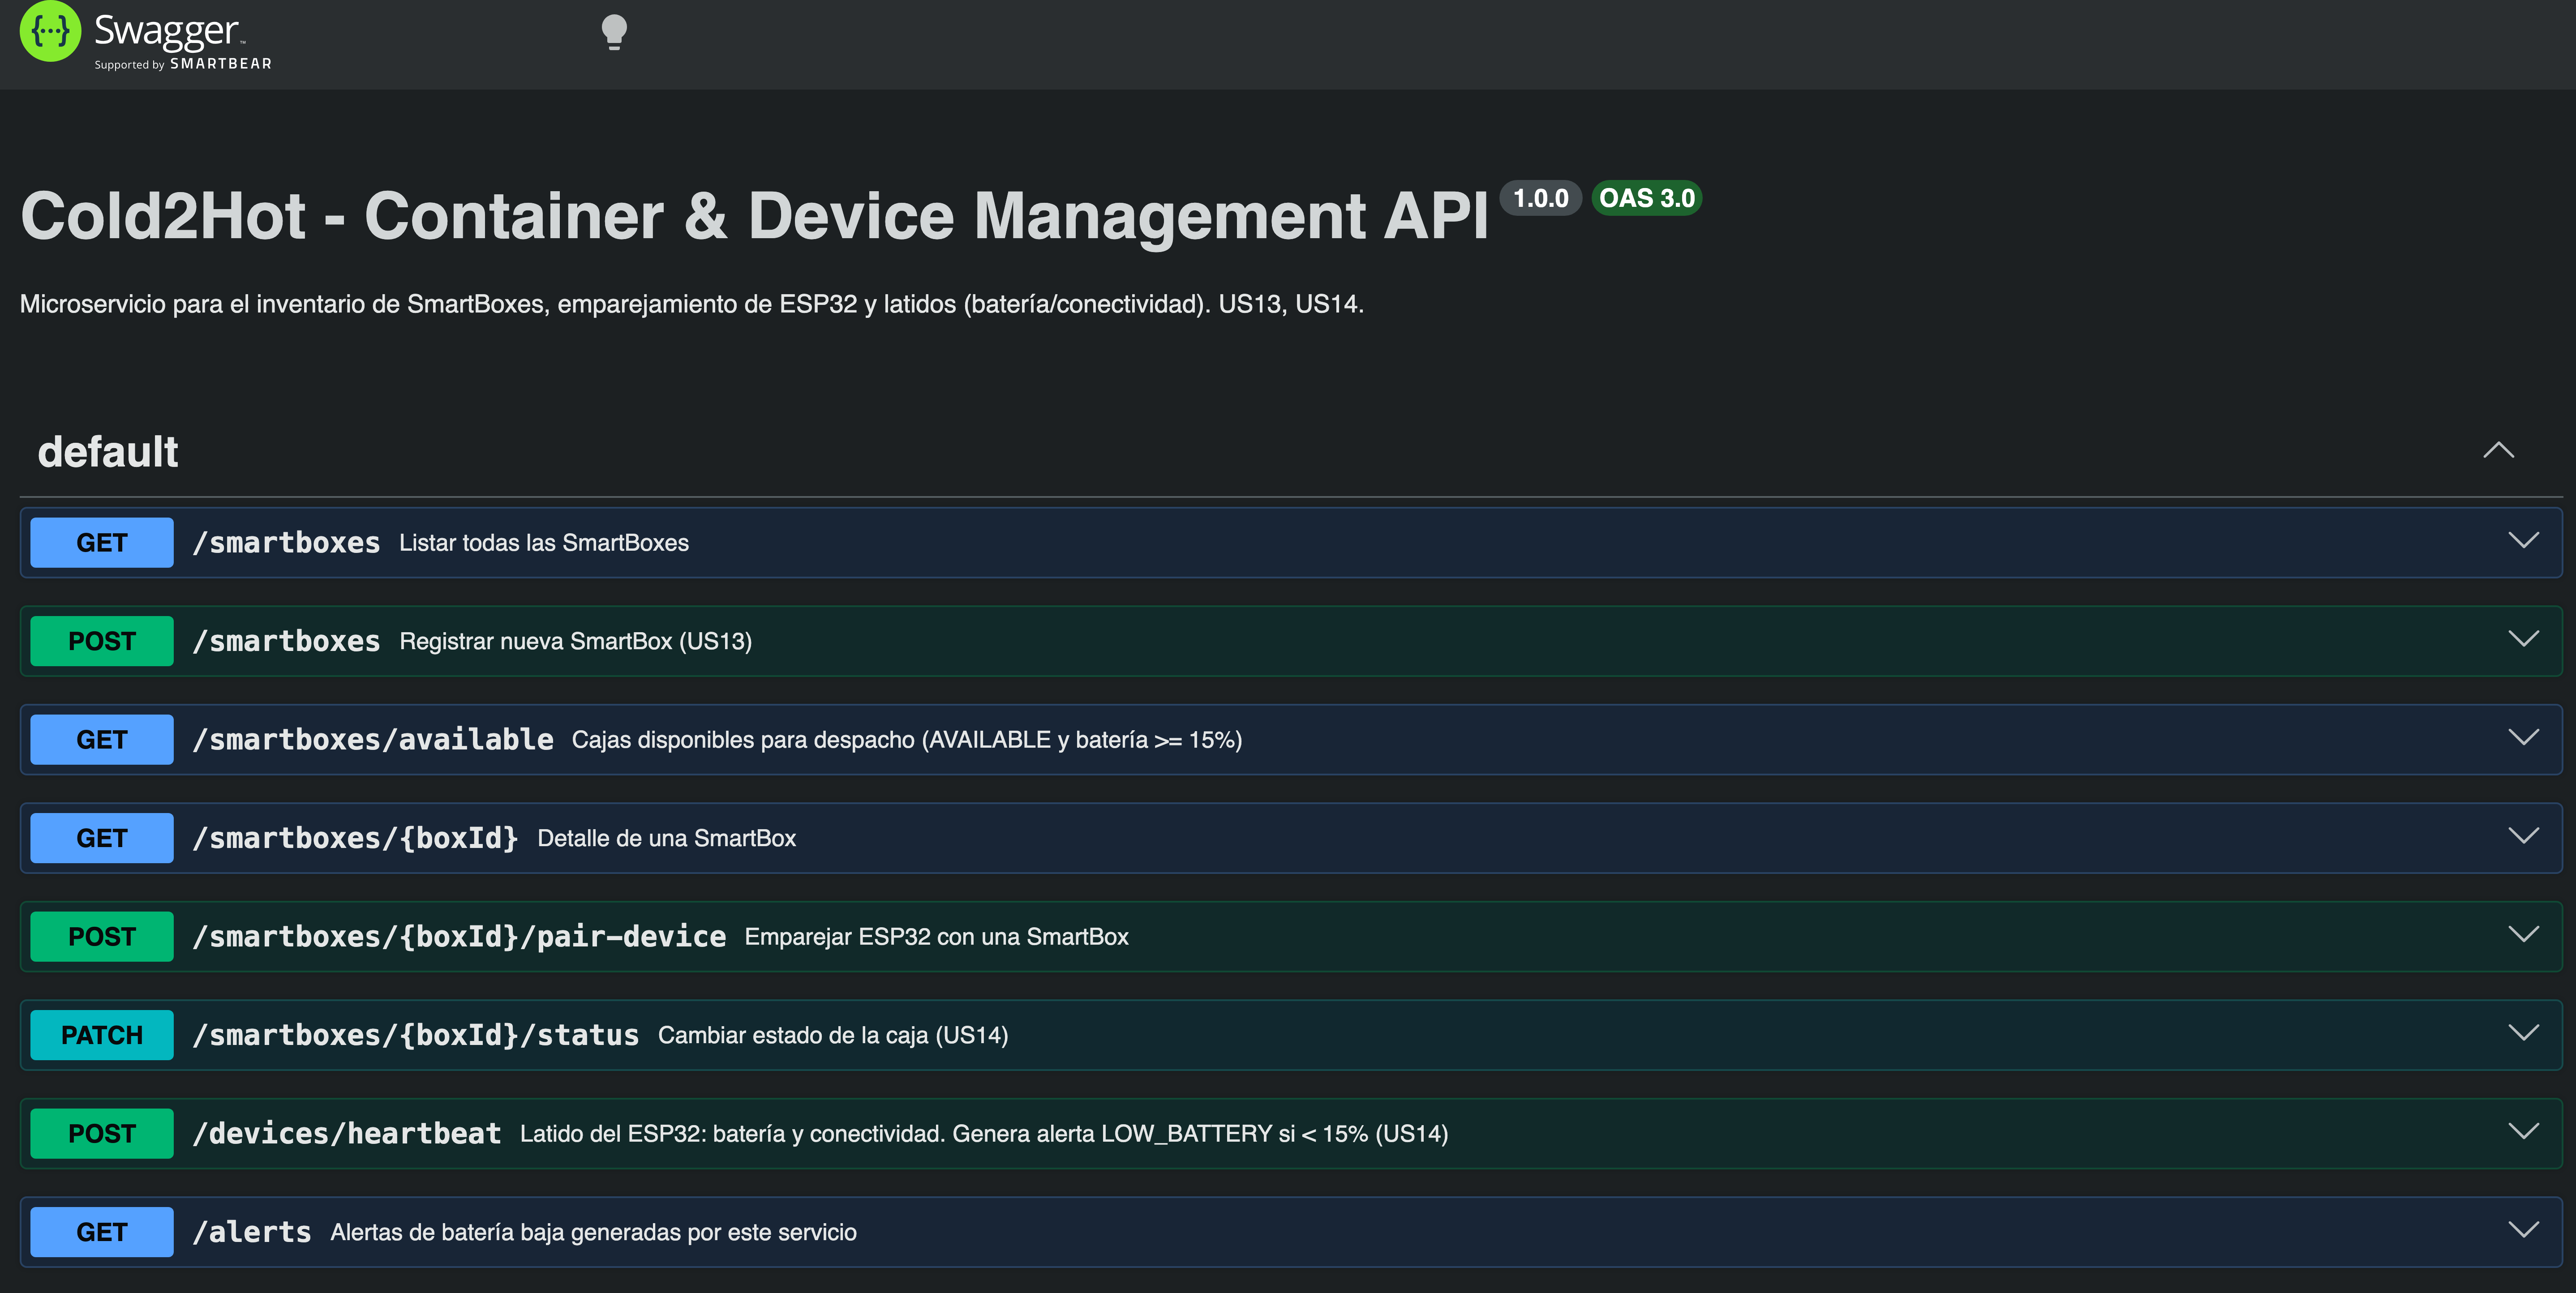 {···} Swagger™
Supported by SMARTBEAR
Cold2Hot - Container & Device Management API 1.0.0 OAS 3.0
Microservicio para el inventario de SmartBoxes, emparejamiento de ESP32 y latidos (batería/conectividad). US13, US14.
default
GET /smartboxes Listar todas las SmartBoxes
POST /smartboxes Registrar nueva SmartBox (US13)
GET /smartboxes/available Cajas disponibles para despacho (AVAILABLE y batería >= 15%)
GET /smartboxes/{boxId} Detalle de una SmartBox
POST /smartboxes/{boxId}/pair-device Emparejar ESP32 con una SmartBox
PATCH /smartboxes/{boxId}/status Cambiar estado de la caja (US14)
POST /devices/heartbeat Latido del ESP32: batería y conectividad. Genera alerta LOW_BATTERY si < 15% (US14)
GET /alerts Alertas de batería baja generadas por este servicio